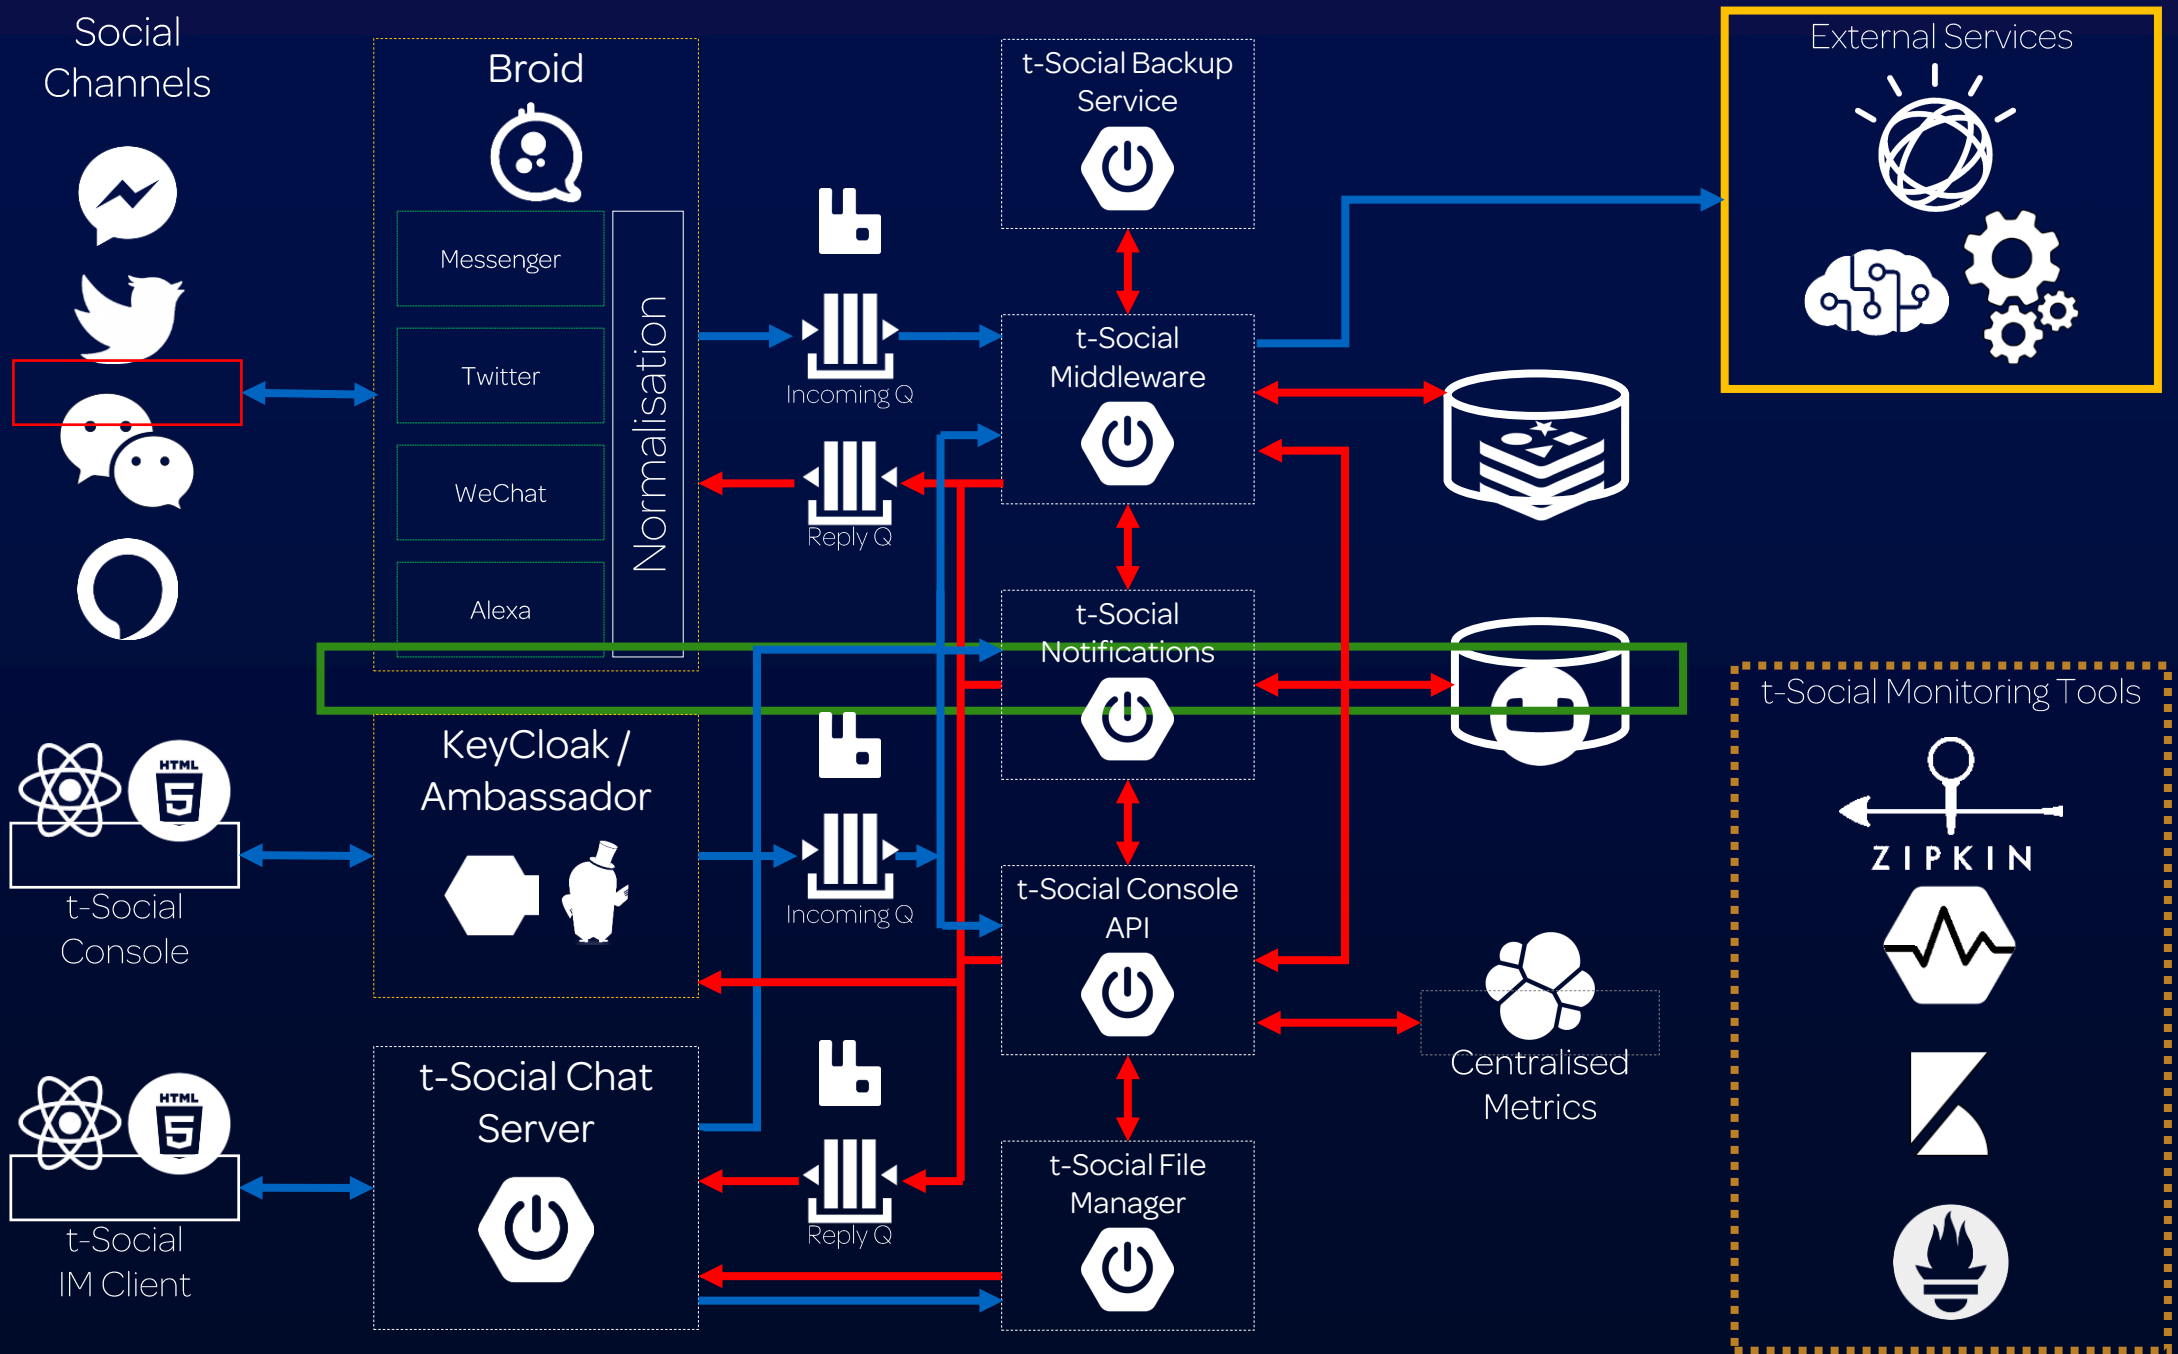 Social
Channels
Broid
Messenger
Twitter
WeChat
Alexa
Normalisation
Incoming Q
Reply Q
t-Social Backup
Service
t-Social
Middleware
t-Social
Notifications
t-Social Console
API
t-Social File
Manager
External Services
KeyCloak /
Ambassador
Incoming Q
HTML
5
t-Social
Console
t-Social Chat
Server
Reply Q
HTML
5
t-Social
IM Client
Centralised
Metrics
t-Social Monitoring Tools
ZIPKIN